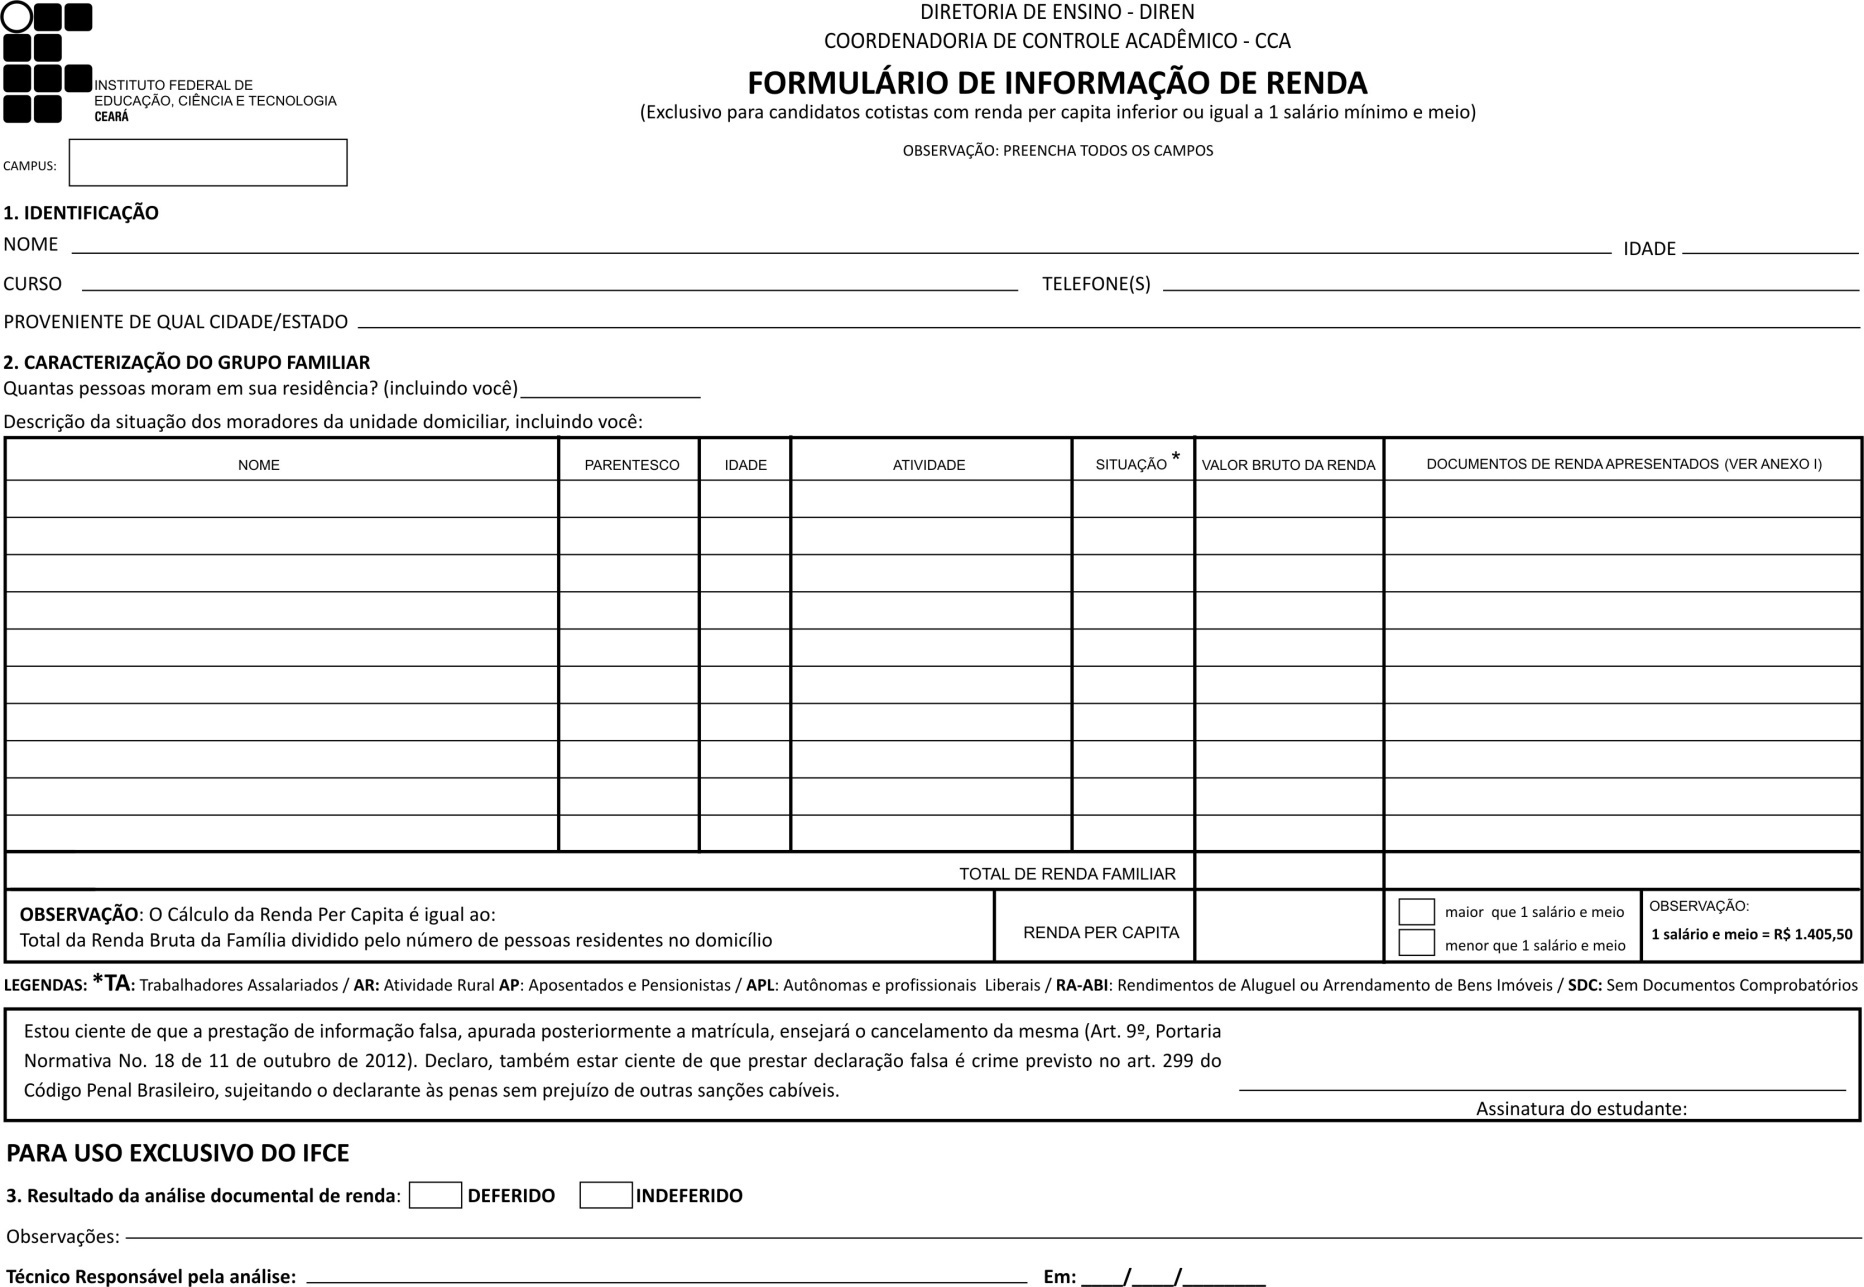 DIRETORIA DE ENSINO - DIREN
COORDENADORIA DE CONTROLE ACADÊMICO - CCA
FORMULÁRIO DE INFORMAÇÃO DE RENDA
(Exclusivo para candidatos cotistas com renda per capita inferior ou igual a 1 salário mínimo e meio)
INSTITUTO FEDERAL DE
EDUCAÇÃO, CIÊNCIA E TECNOLOGIA
CEARÁ
OBSERVAÇÃO: PREENCHA TODOS OS CAMPOS
CAMPUS:
1. IDENTIFICAÇÃO
NOME IDADE
CURSO TELEFONE(S)
PROVENIENTE DE QUAL CIDADE/ESTADO
2. CARACTERIZAÇÃO DO GRUPO FAMILIAR
Quantas pessoas moram em sua residência? (incluindo você)
Descrição da situação dos moradores da unidade domiciliar, incluindo você:
NOME PARENTESCO IDADE ATIVIDADE SITUAÇÃO * VALOR BRUTO DA RENDA DOCUMENTOS DE RENDA APRESENTADOS (VER ANEXO I)
TOTAL DE RENDA FAMILIAR
OBSERVAÇÃO: O Cálculo da Renda Per Capita é igual ao:
Total da Renda Bruta da Família dividido pelo número de pessoas residentes no domicílio
RENDA PER CAPITA
maior que 1 salário e meio
menor que 1 salário e meio
OBSERVAÇÃO:
1 salário e meio = R$ 1.405,50
LEGENDAS: *TA: Trabalhadores Assalariados / AR: Atividade Rural AP: Aposentados e Pensionistas / APL: Autônomas e profissionais Liberais / RA-ABI: Rendimentos de Aluguel ou Arrendamento de Bens Imóveis / SDC: Sem Documentos Comprobatórios
Estou ciente de que a prestação de informação falsa, apurada posteriormente a matrícula, ensejará o cancelamento da mesma (Art. 9º, Portaria
Normativa No. 18 de 11 de outubro de 2012). Declaro, também estar ciente de que prestar declaração falsa é crime previsto no art. 299 do
Código Penal Brasileiro, sujeitando o declarante às penas sem prejuízo de outras sanções cabíveis.
Assinatura do estudante:
PARA USO EXCLUSIVO DO IFCE
3. Resultado da análise documental de renda: DEFERIDO INDEFERIDO
Observações:
Técnico Responsável pela análise: Em: ____/____/________